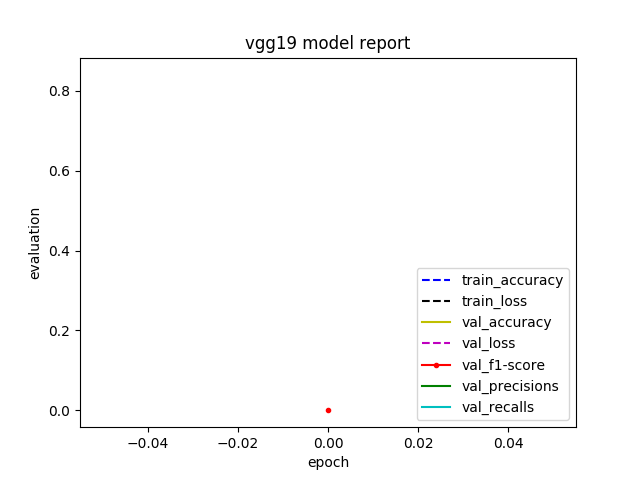 vgg19 model report
0.8
0.6
0.4
0.2
0.0
evaluation
train_accuracy
train_loss
val_accuracy
val_loss
val_f1-score
val_precisions
val_recalls
−0.04 −0.02 0.00 0.02 0.04
epoch